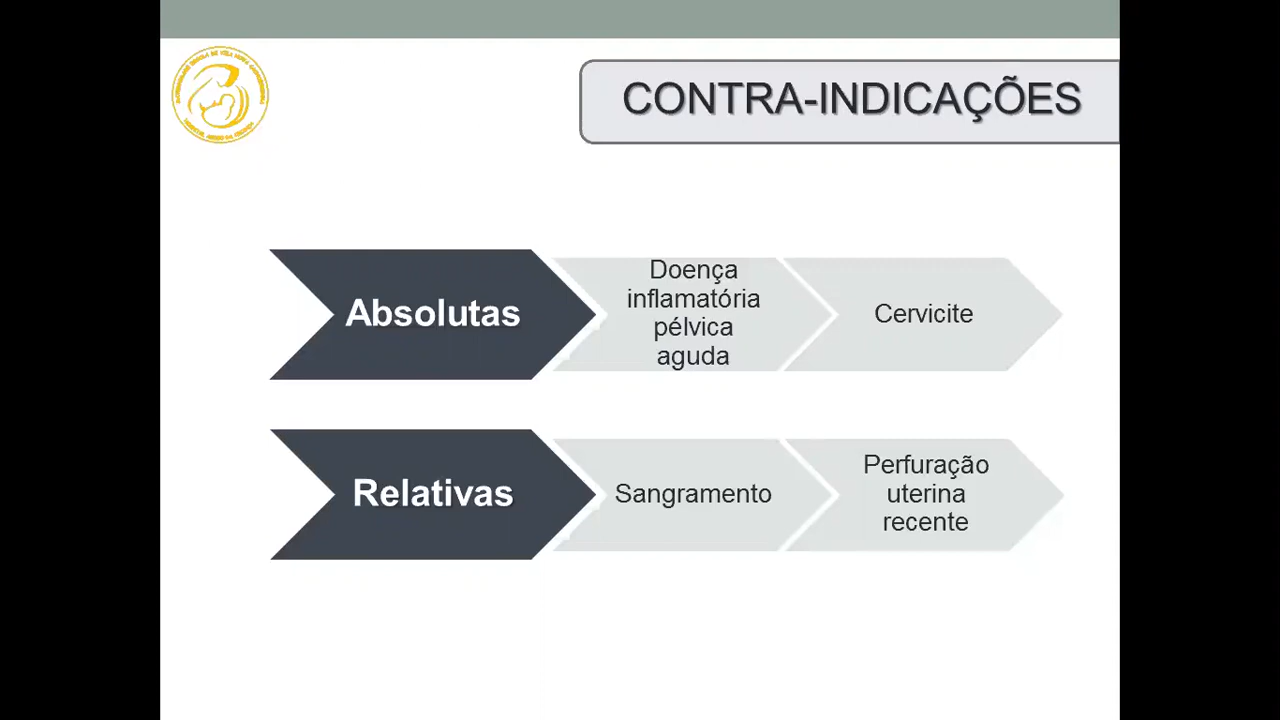 CONTRA-INDICAÇÕES
Absolutas
Doença
inflamatória
pélvica
aguda
Cervicite
Relativas
Sangramento
Perfuração
uterina
recente